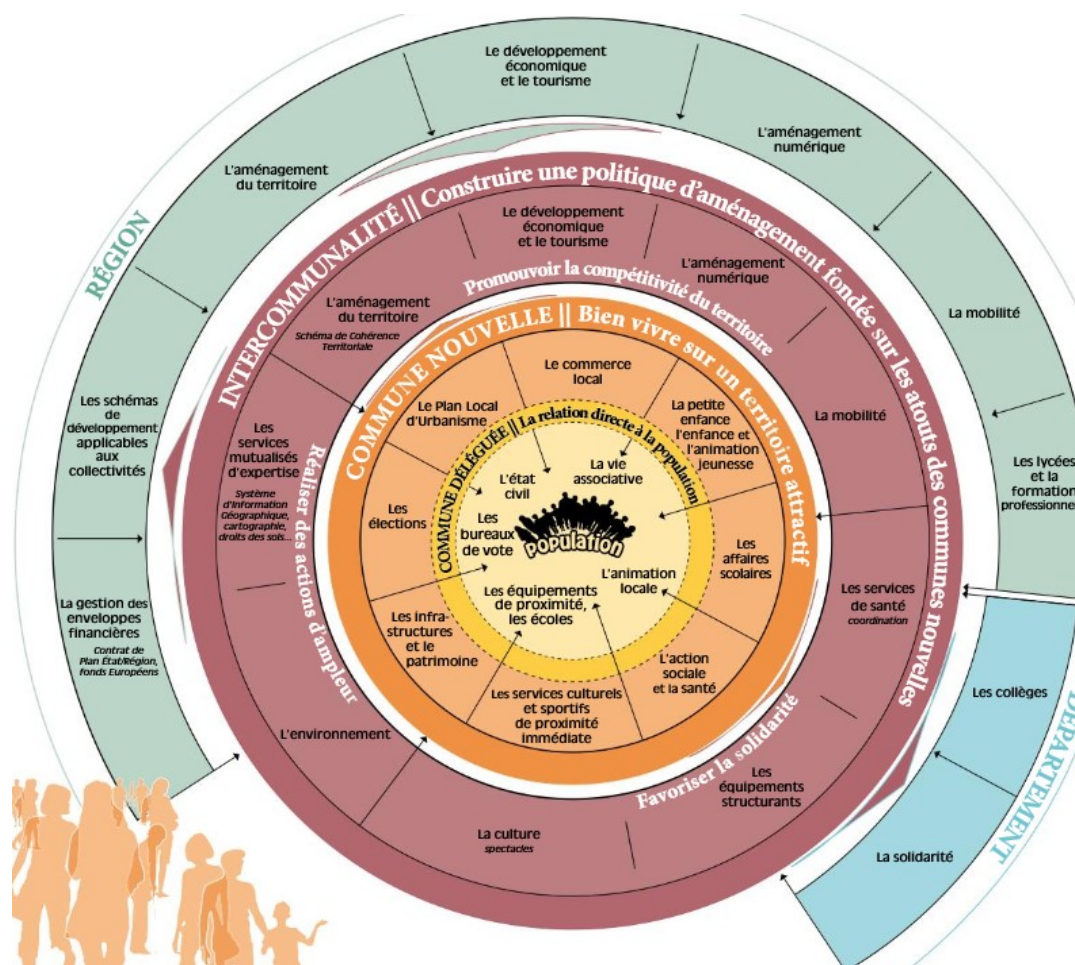 RÉGION
Le développement
économique
et le tourisme
L'aménagement
numérique
L'aménagement
du territoire
La mobilité
Les schémas de
développement
applicables
aux
collectivités
Les lycées
et la
formation
professionnel
La gestion des
enveloppes
financières
Contrat de
Plan État/Région,
fonds Européens
INTERCOMMUNALITÉ || Construire une politique d'aménagement fondée sur les atouts des communes nouvelles
Le développement
économique
et le tourisme
L'aménagement
numérique
L'aménagement
du territoire
Schéma de Cohérence
Territoriale
Promouvoir la compétitivité du territoire
La mobilité
Les
services
mutualisés
d'expertise
Système
d'Information
Géographique,
cartographie,
droits des sols...
Réaliser des actions d'ampleur
Les services
de santé
coordination
L'environnement
Favoriser la solidarité
Les
équipements
structurants
La culture
spectacles
COMMUNE NOUVELLE || Bien vivre sur un territoire attractif
Le commerce
local
Le Plan Local
d'Urbanisme
La petite
enfance
l'enfance et
l'animation
jeunesse
Les
élections
Les
affaires
scolaires
Les infra-
structures
et le
patrimoine
L'action
sociale
et la santé
Les services culturels
et sportifs
de proximité
immédiate
COMMUNE DÉLÉGUÉE || La relation directe à la population
L'état
civil
La vie
associative
Les
bureaux
de vote
POPULATION
L'animation
locale
Les équipements
de proximité,
les écoles
DÉPARTEMENT
Les collèges
La solidarité